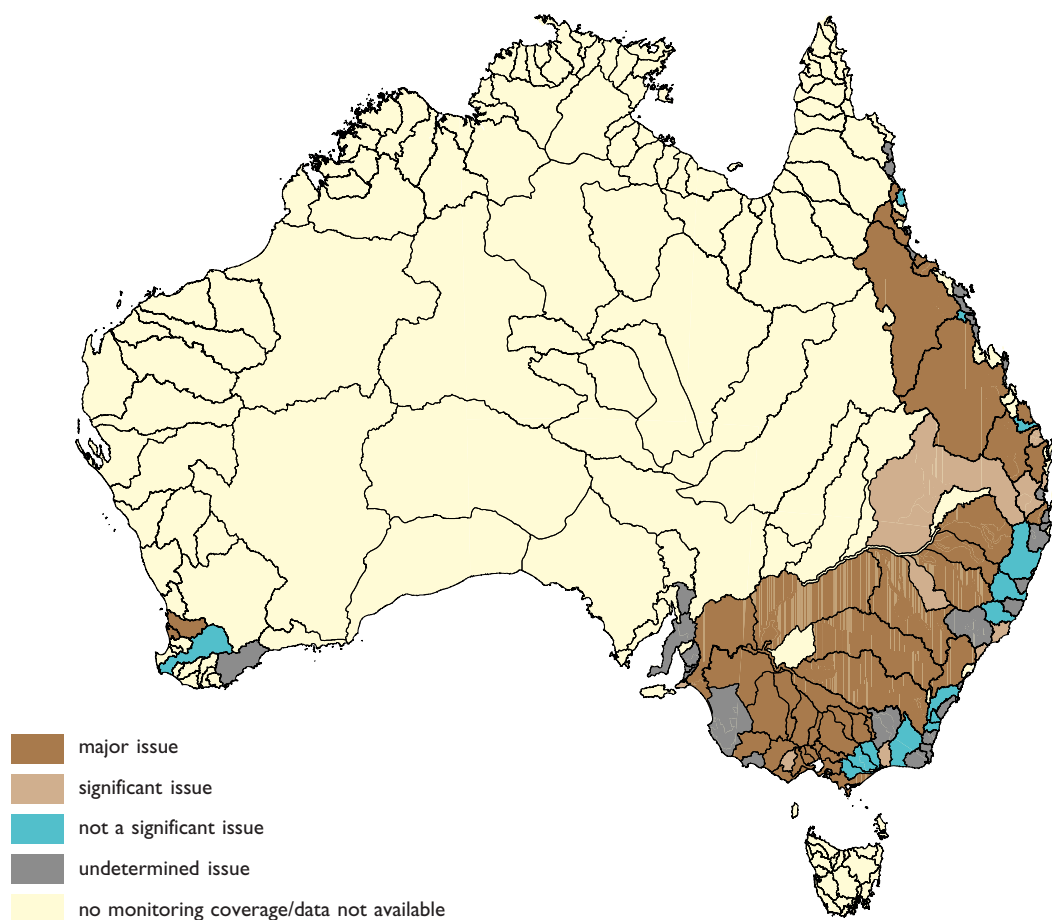 major issue
significant issue
not a significant issue
undetermined issue
no monitoring coverage/data not available